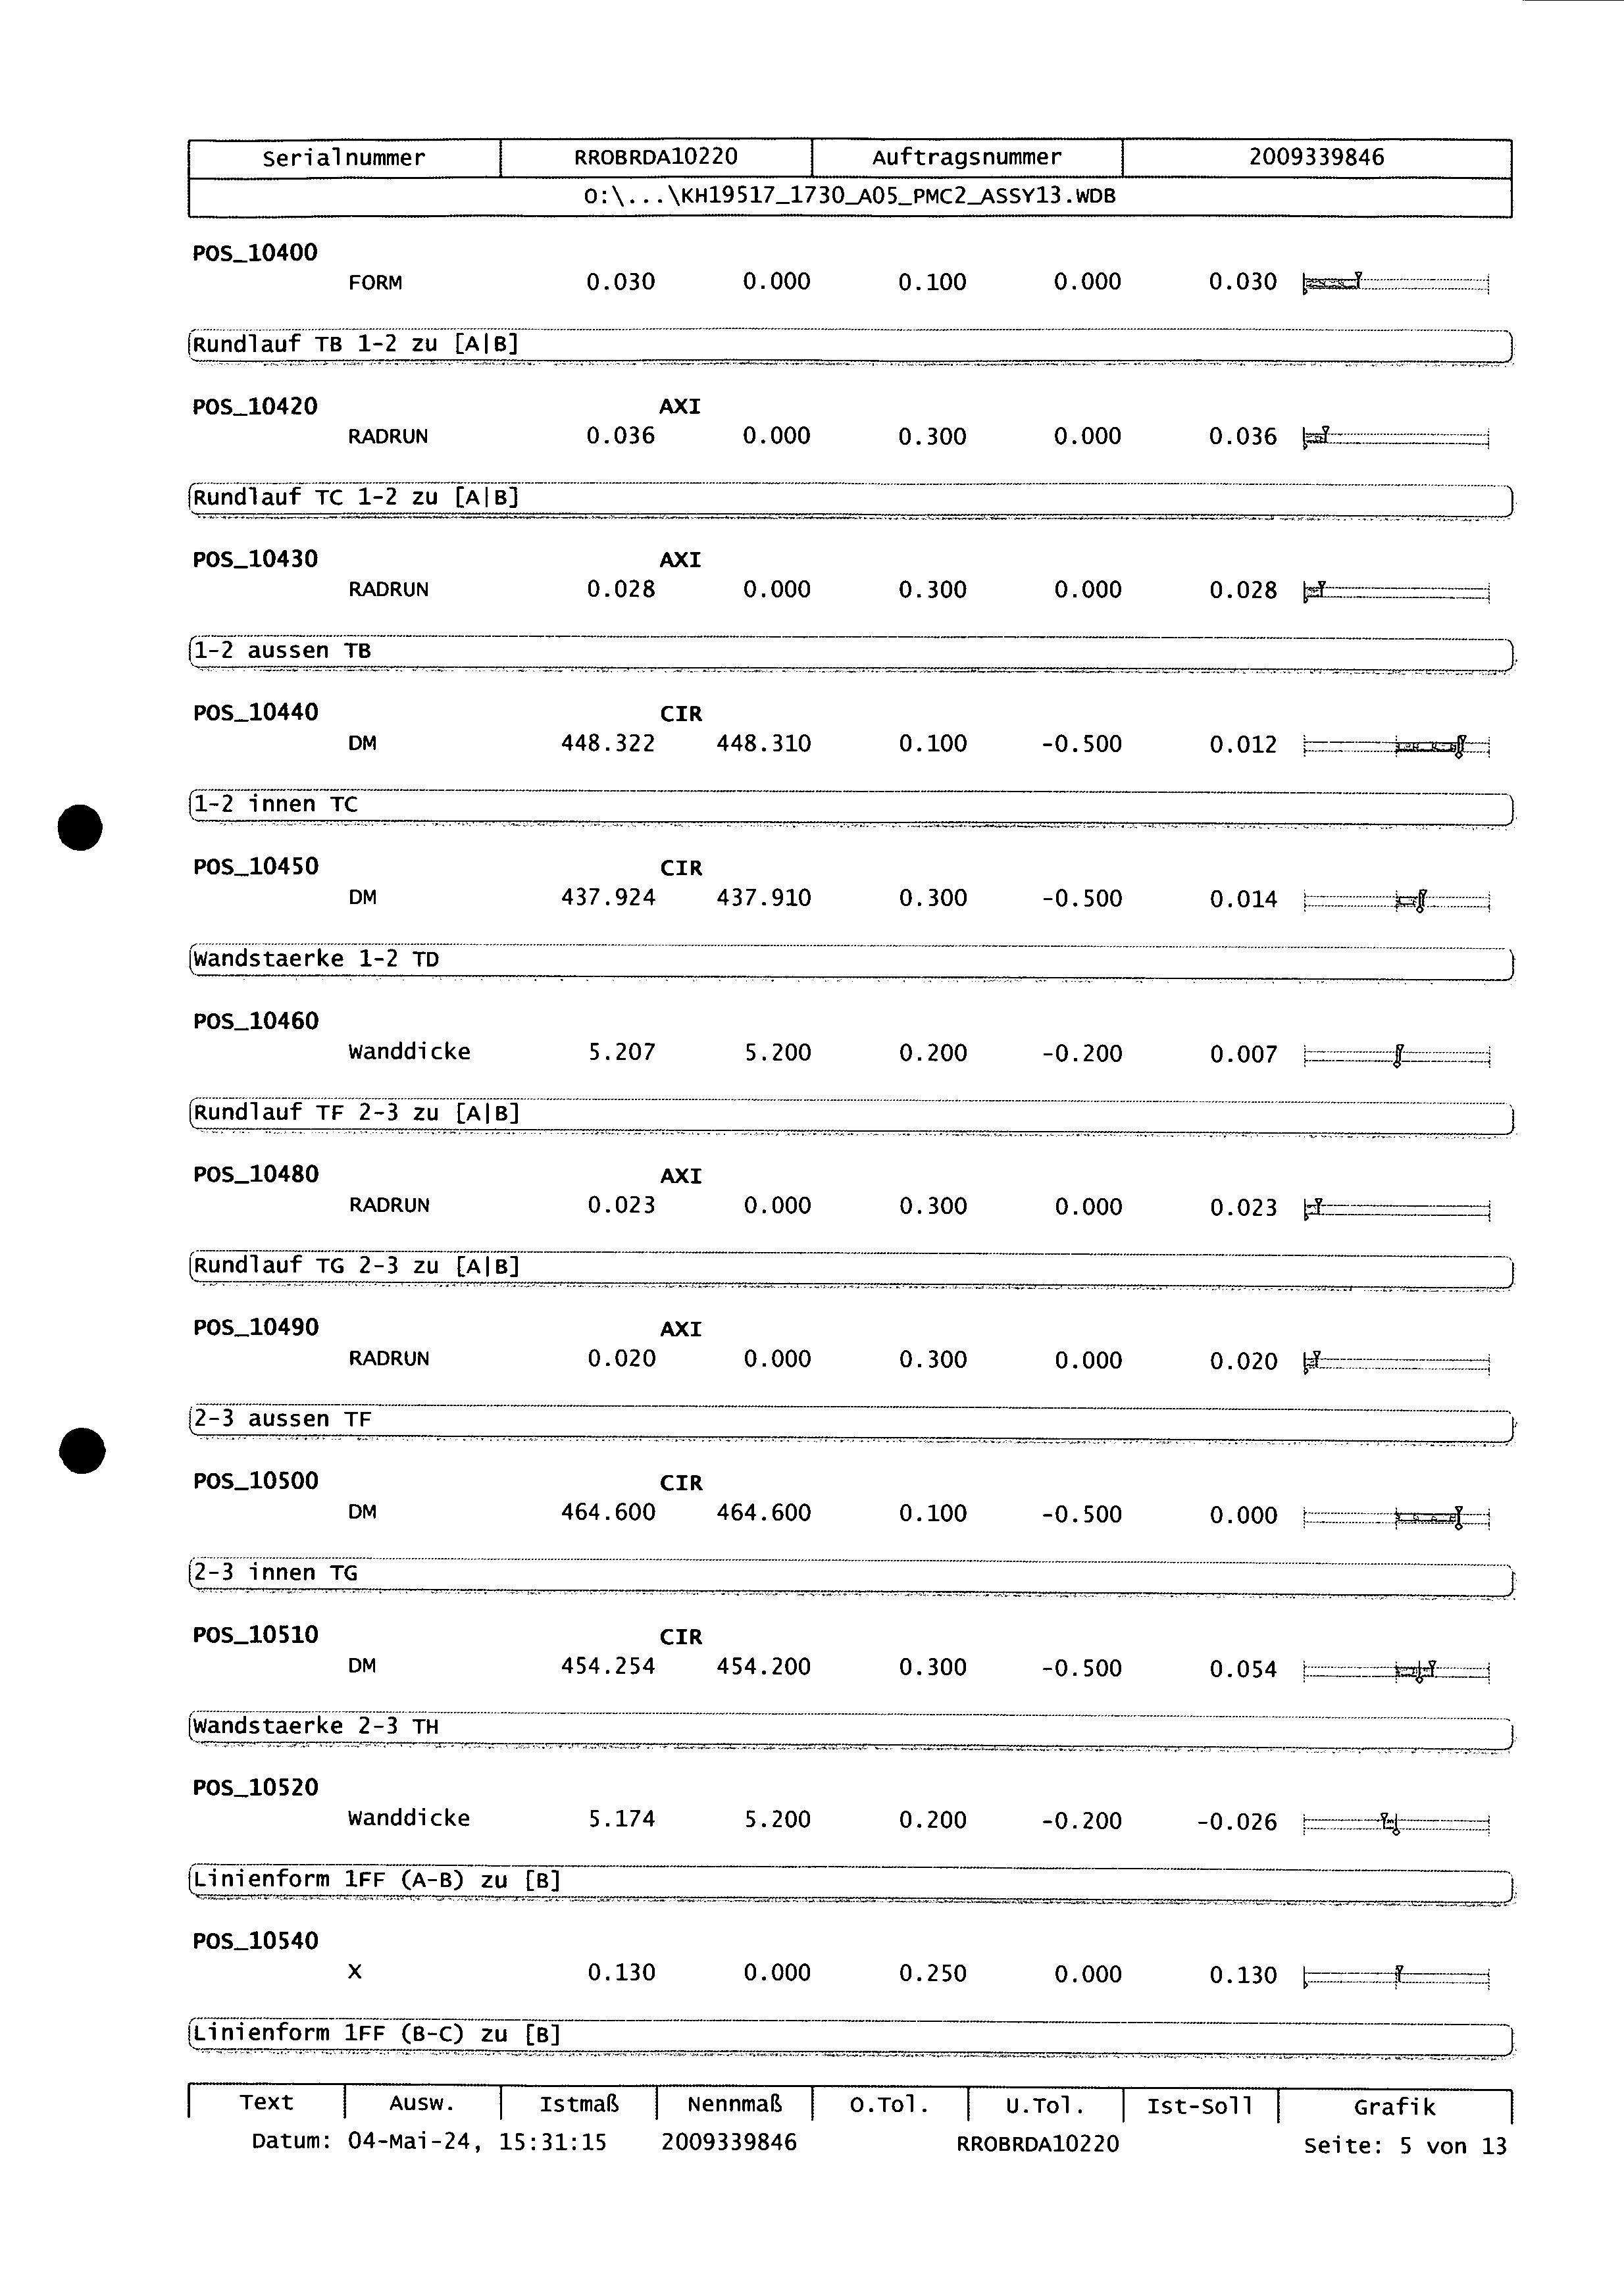 Serialnummer RROBRDA10220 Auftragsnummer 2009339846
O:\...\KH19517_1730_A05_PMC2_ASSY13.WDB
POS_10400
FORM 0.030 0.000 0.100 0.000 0.030
Rundlauf TB 1-2 zu [A|B]
POS_10420 AXI
RADRUN 0.036 0.000 0.300 0.000 0.036
Rundlauf TC 1-2 zu [A|B]
POS_10430 AXI
RADRUN 0.028 0.000 0.300 0.000 0.028
1-2 aussen TB
POS_10440 CIR
DM 448.322 448.310 0.100 -0.500 0.012
1-2 innen TC
POS_10450 CIR
DM 437.924 437.910 0.300 -0.500 0.014
Wandstaerke 1-2 TD
POS_10460
Wanddicke 5.207 5.200 0.200 -0.200 0.007
Rundlauf TF 2-3 zu [A|B]
POS_10480 AXI
RADRUN 0.023 0.000 0.300 0.000 0.023
Rundlauf TG 2-3 zu [A|B]
POS_10490 AXI
RADRUN 0.020 0.000 0.300 0.000 0.020
2-3 aussen TF
POS_10500 CIR
DM 464.600 464.600 0.100 -0.500 0.000
2-3 innen TG
POS_10510 CIR
DM 454.254 454.200 0.300 -0.500 0.054
Wandstaerke 2-3 TH
POS_10520
Wanddicke 5.174 5.200 0.200 -0.200 -0.026
Linienform 1FF (A-B) zu [B]
POS_10540
X 0.130 0.000 0.250 0.000 0.130
Linienform 1FF (B-C) zu [B]
Text Ausw. Istmaß Nennmaß O.Tol. U.Tol. Ist-Soll Grafik
Datum: 04-Mai-24, 15:31:15 2009339846 RROBRDA10220 Seite: 5 von 13